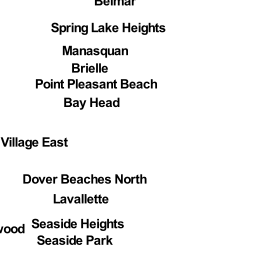 Belmar
Spring Lake Heights
Manasquan
Brielle
Point Pleasant Beach
Bay Head
Village East
Dover Beaches North
Lavallette
Seaside Heights
wood
Seaside Park